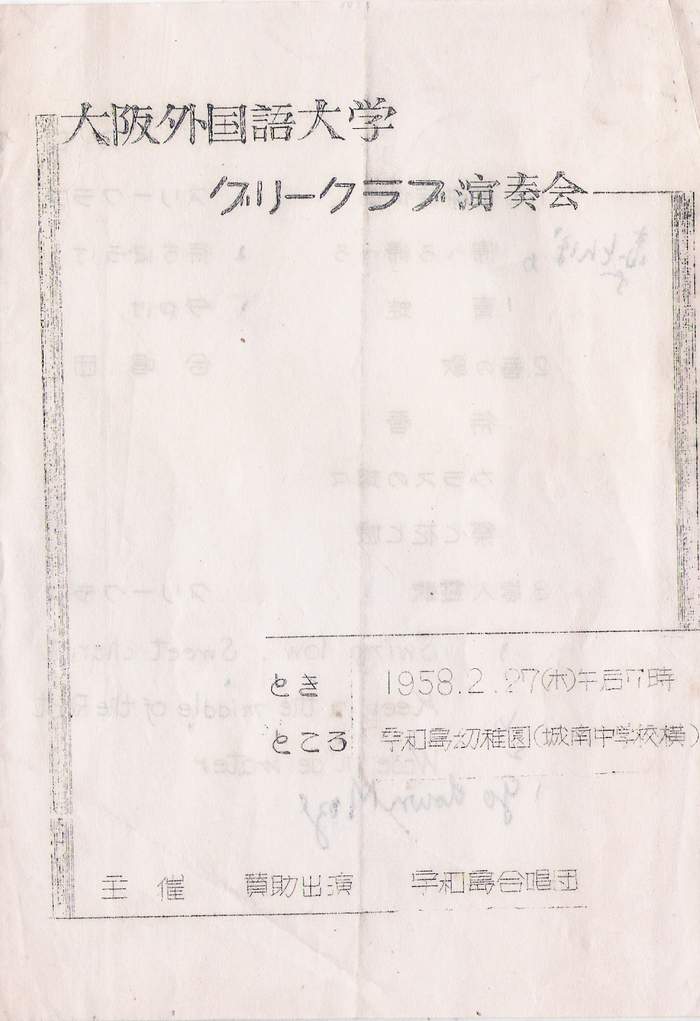 大阪外国語大学
グリークラブ演奏会
とき 1958.2.27(木)午后7時
ところ 宇和島幼稚園(城南中学校横)
主催 賛助出演 宇和島合唱団